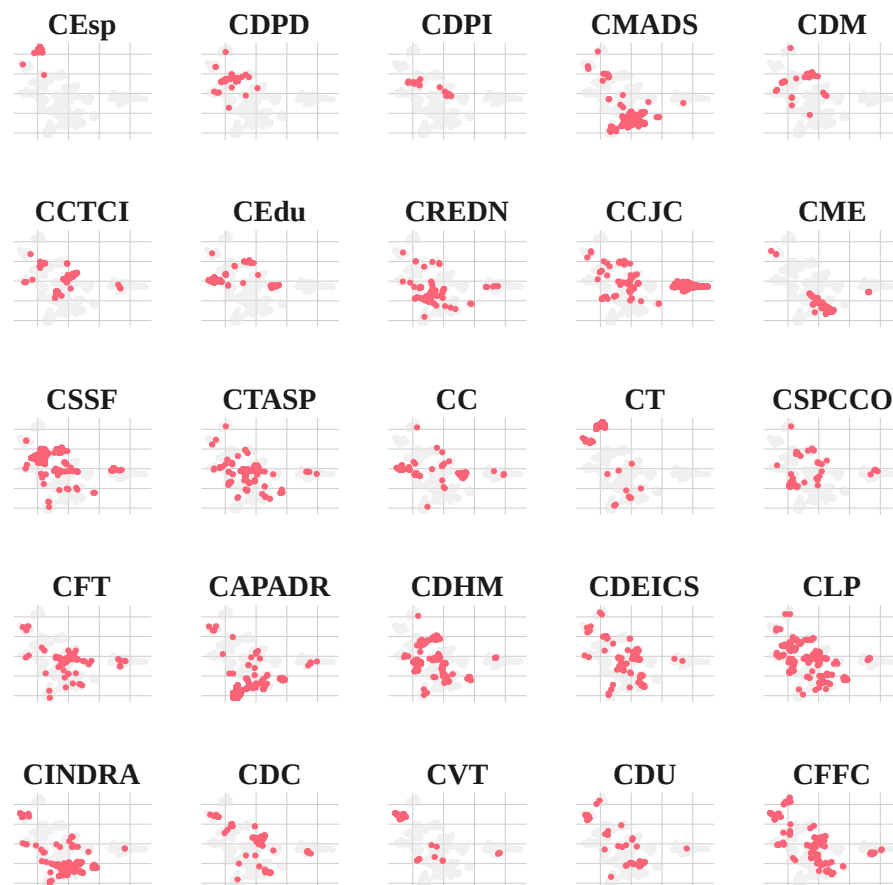 CEsp CDPD CDPI CMADS CDM
CCTCI CEdu CREDN CCJC CME
CSSF CTASP CC CT CSPCCO
CFT CAPADR CDHM CDEICS CLP
CINDRA CDC CVT CDU CFFC